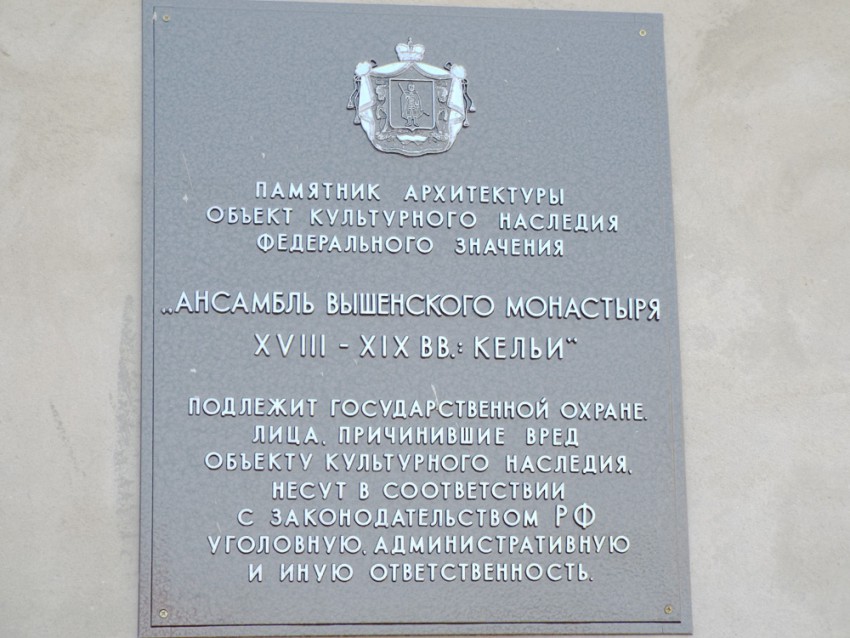 ПАМЯТНИК АРХИТЕКТУРЫ
ОБЪЕКТ КУЛЬТУРНОГО НАСЛЕДИЯ
ФЕДЕРАЛЬНОГО ЗНАЧЕНИЯ
„АНСАМБЛЬ ВЫШЕНСКОГО МОНАСТЫРЯ
XVIII – XIX ВВ.: КЕЛЬИ“
ПОДЛЕЖИТ ГОСУДАРСТВЕННОЙ ОХРАНЕ.
ЛИЦА, ПРИЧИНИВШИЕ ВРЕД
ОБЪЕКТУ КУЛЬТУРНОГО НАСЛЕДИЯ,
НЕСУТ В СООТВЕТСТВИИ
С ЗАКОНОДАТЕЛЬСТВОМ РФ
УГОЛОВНУЮ, АДМИНИСТРАТИВНУЮ
И ИНУЮ ОТВЕТСТВЕННОСТЬ.